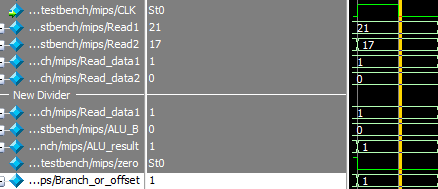 ...testbench/mips/CLK St0
...stbench/mips/Read1 21 21
...stbench/mips/Read2 17 17
...ch/mips/Read_data1 1 1
...ch/mips/Read_data2 0 0
New Divider
...ch/mips/Read_data1 1 1
...stbench/mips/ALU_B 0 0
...nch/mips/ALU_result 1 1
...testbench/mips/zero St0
...ps/Branch_or_offset 1 1